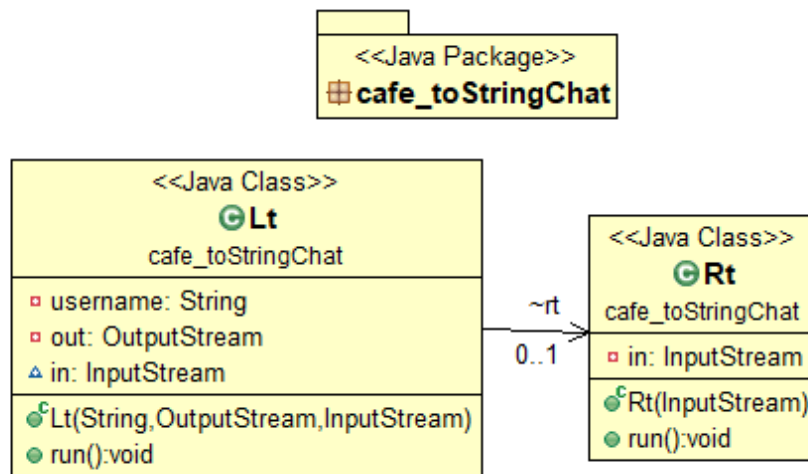 <<Java Package>>
cafe_toStringChat
<<Java Class>>
Lt
cafe_toStringChat
username: String
out: OutputStream
in: InputStream
Lt(String,OutputStream,InputStream)
run():void
~rt
0..1
<<Java Class>>
Rt
cafe_toStringChat
in: InputStream
Rt(InputStream)
run():void